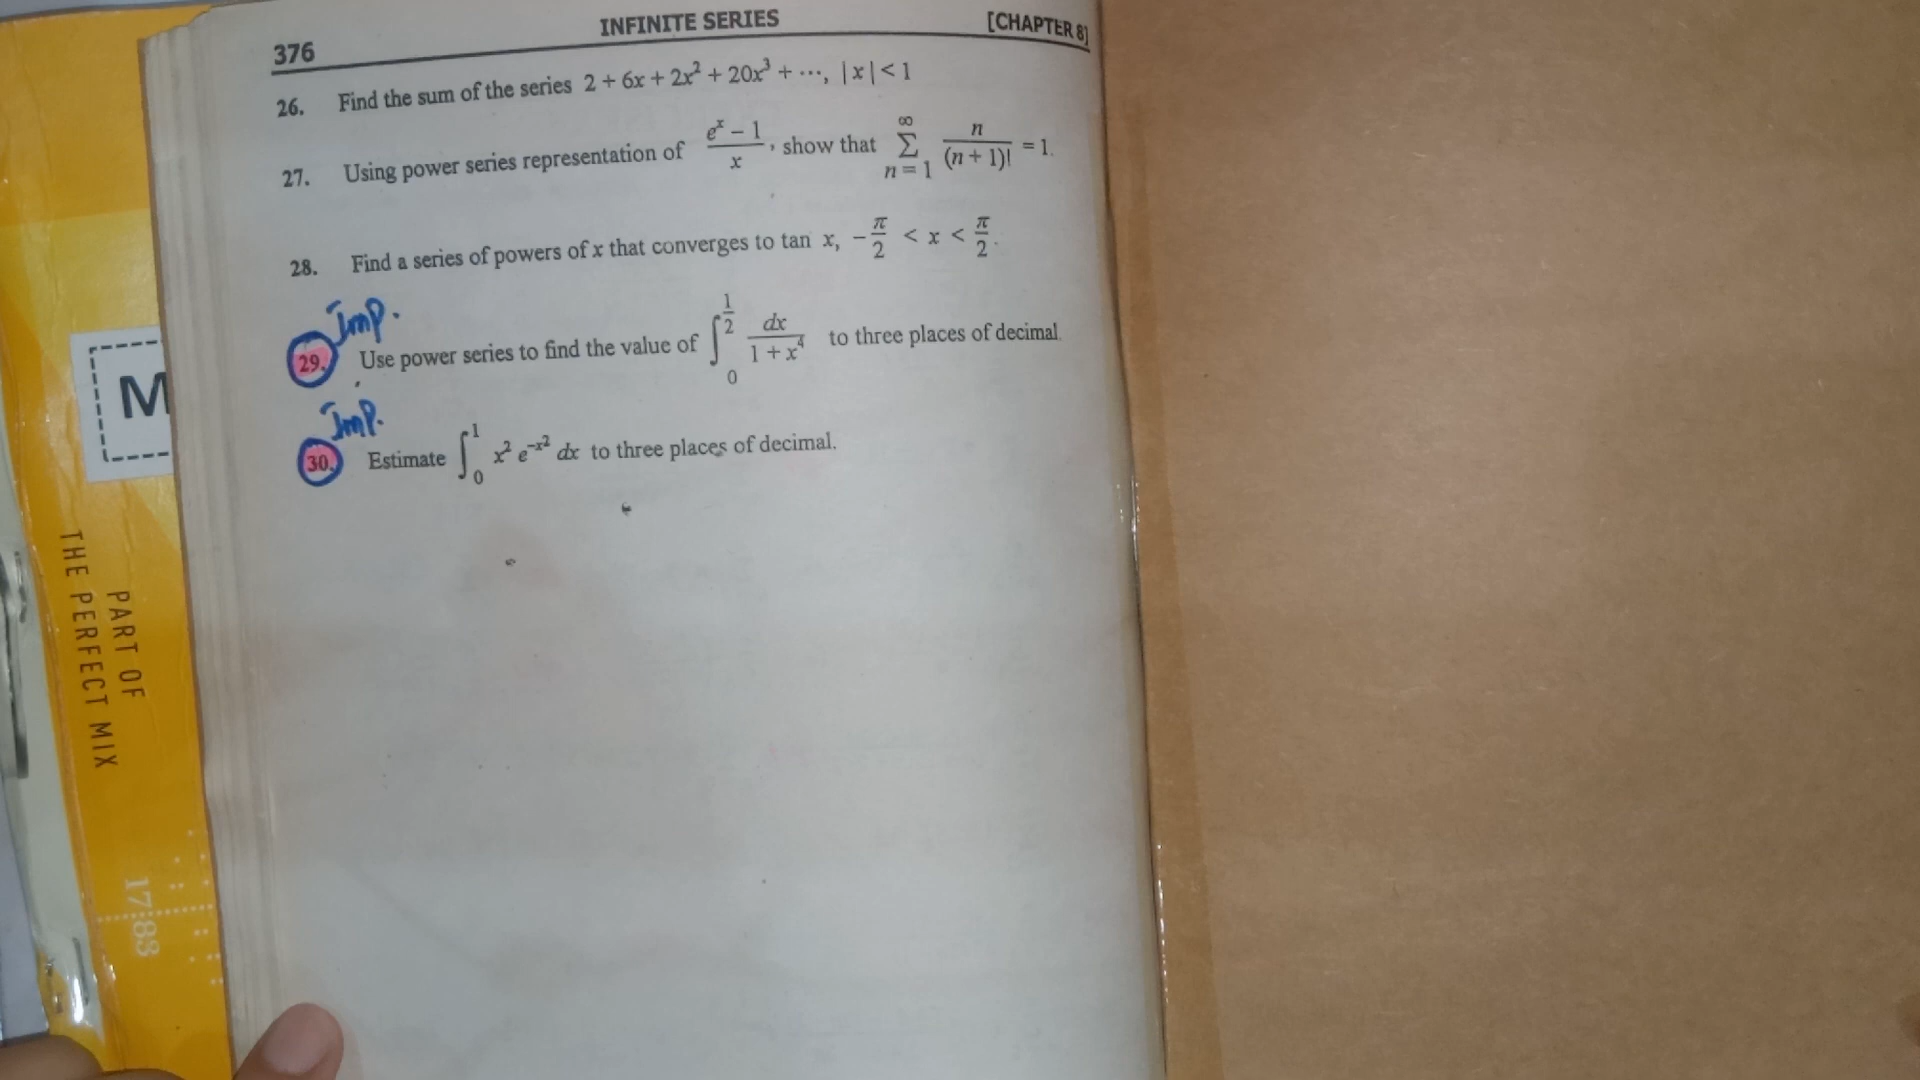 376
INFINITE SERIES
[CHAPTER 8]
26. Find the sum of the series 2 + 6x + 2x² + 20x³ + ···, |x| < 1
27. Using power series representation of (eˣ − 1)/x, show that ∑_{n=1}^{∞} n/(n + 1)! = 1.
28. Find a series of powers of x that converges to tan x, −π/2 < x < π/2.
Imp.
29. Use power series to find the value of ∫_0^{1/2} dx/(1 + x⁴) to three places of decimal.
Imp.
30. Estimate ∫_0^1 x² e^{−x²} dx to three places of decimal.
M
PART OF
THE PERFECT MIX
17:83